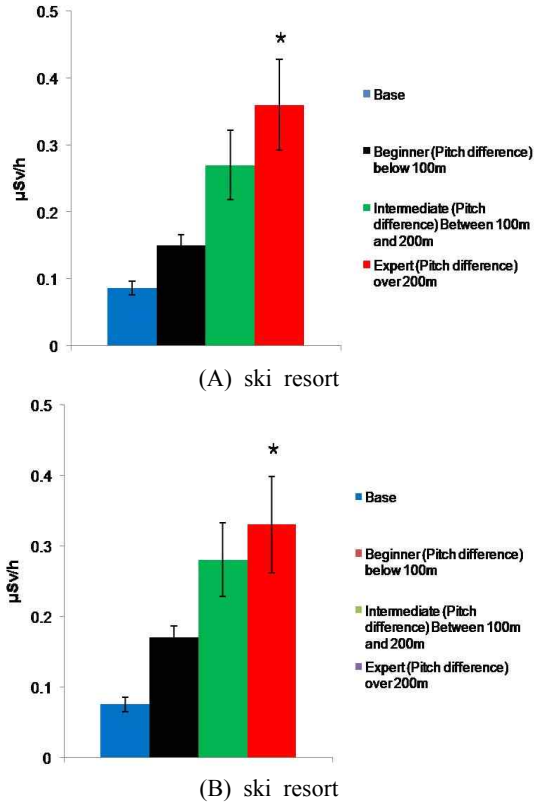 *
0.5
0.4
0.3
0.2
0.1
0
µSv/h
Base
Beginner (Pitch difference)
below 100m
Intermediate (Pitch
difference) Between 100m
and 200m
Expert (Pitch difference)
over 200m
(A) ski resort
0.5
0.4
0.3
0.2
0.1
0
µSv/h
*
Base
Beginner (Pitch difference)
below 100m
Intermediate (Pitch
difference) Between 100m
and 200m
Expert (Pitch difference)
over 200m
(B) ski resort